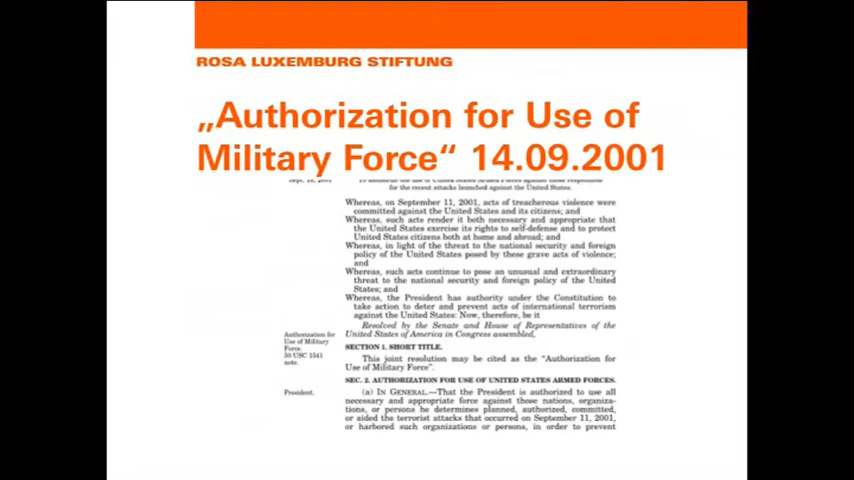 ROSA LUXEMBURG STIFTUNG
„Authorization for Use of
Military Force“ 14.09.2001
for the recent attacks launched against the United States.
Whereas, on September 11, 2001, acts of treacherous violence were
committed against the United States and its citizens; and
Whereas, such acts render it both necessary and appropriate that
the United States exercise its rights to self-defense and to protect
United States citizens both at home and abroad; and
Whereas, in light of the threat to the national security and foreign
policy of the United States posed by these grave acts of violence;
and
Whereas, such acts continue to pose an unusual and extraordinary
threat to the national security and foreign policy of the United
States; and
Whereas, the President has authority under the Constitution to
take action to deter and prevent acts of international terrorism
against the United States: Now, therefore, be it
Resolved by the Senate and House of Representatives of the
United States of America in Congress assembled,
Authorization for
Use of Military
Force.
50 USC 1541
note.
SECTION 1. SHORT TITLE.
This joint resolution may be cited as the “Authorization for
Use of Military Force”.
SEC. 2. AUTHORIZATION FOR USE OF UNITED STATES ARMED FORCES.
President.
(a) IN GENERAL.—That the President is authorized to use all
necessary and appropriate force against those nations, organiza-
tions, or persons he determines planned, authorized, committed,
or aided the terrorist attacks that occurred on September 11, 2001,
or harbored such organizations or persons, in order to prevent